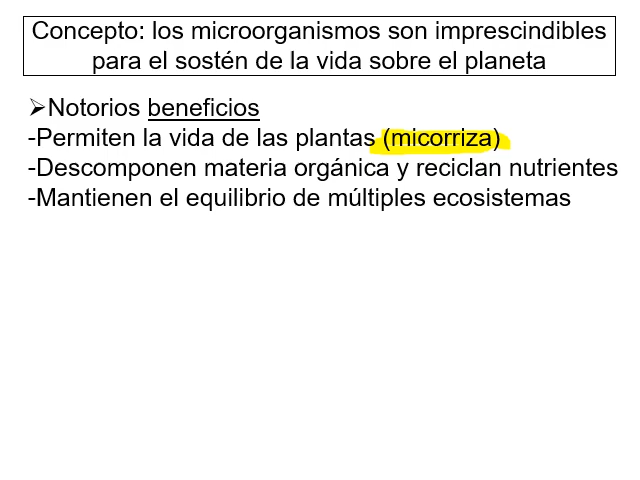 Concepto: los microorganismos son imprescindibles
para el sostén de la vida sobre el planeta
➢Notorios beneficios
-Permiten la vida de las plantas (micorriza)
-Descomponen materia orgánica y reciclan nutrientes
-Mantienen el equilibrio de múltiples ecosistemas